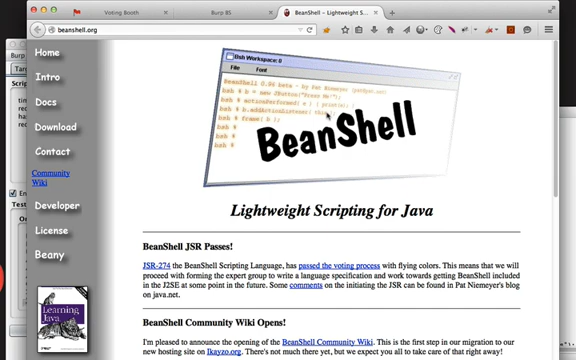 Voting Booth
Burp BS
BeanShell – Lightweight S...
beanshell.org
Burp
Home
Intro
Docs
Download
Contact
Community
Wiki
Developer
License
Beany
Learning
Java
Bsh Workspace: 0
File Font
BeanShell
Lightweight Scripting for Java
BeanShell JSR Passes!
JSR-274 the BeanShell Scripting Language, has passed the voting process with flying colors. This means that we will
proceed with forming the expert group to write a language specification and work towards getting BeanShell included
in the J2SE at some point in the future. Some comments on the initiating the JSR can be found in Pat Niemeyer's blog
on java.net.
BeanShell Community Wiki Opens!
I'm pleased to announce the opening of the BeanShell Community Wiki. This is the first step in our migration to our
new hosting site on Ikayzo.org. There's not much there yet, but we expect you all to take care of that right away!